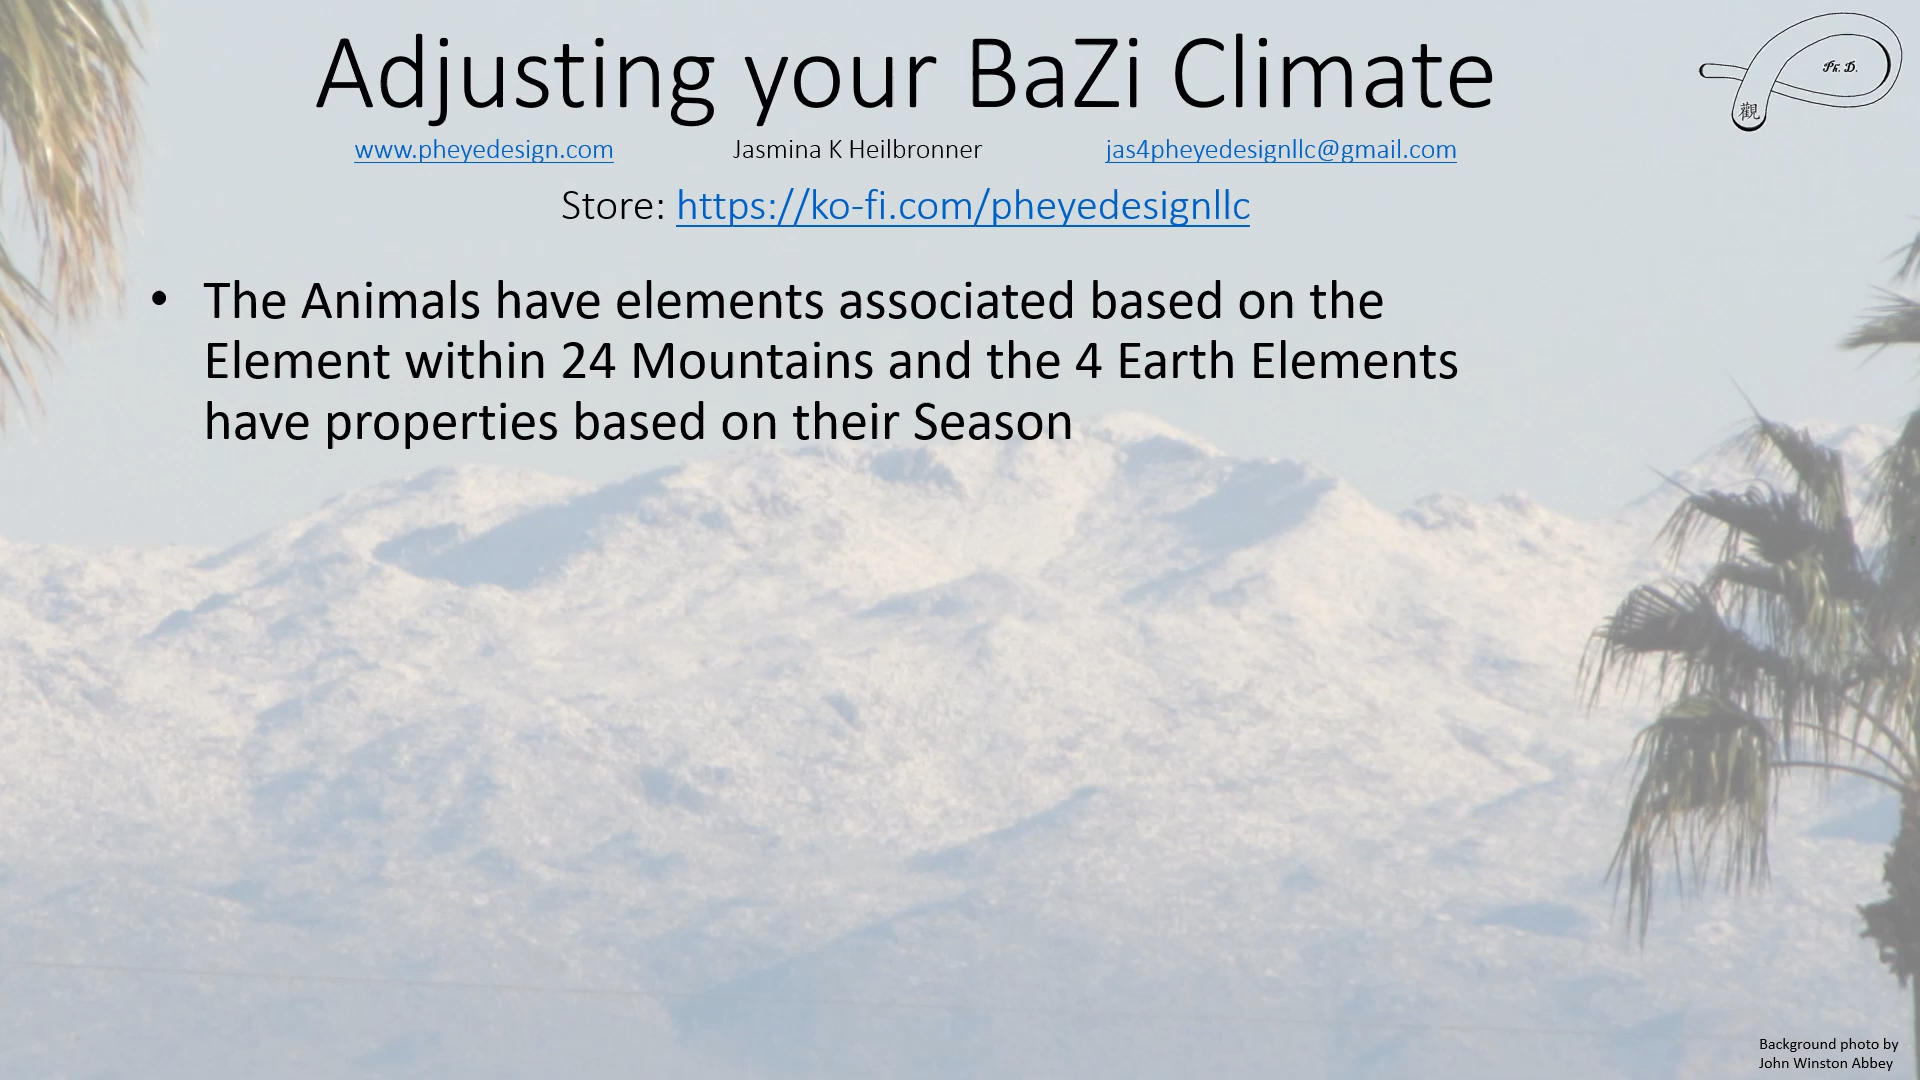 Adjusting your BaZi Climate
www.pheyedesign.com Jasmina K Heilbronner jas4pheyedesignllc@gmail.com
Store: https://ko-fi.com/pheyedesignllc
Ph. D.
觀
• The Animals have elements associated based on the
Element within 24 Mountains and the 4 Earth Elements
have properties based on their Season
Background photo by
John Winston Abbey